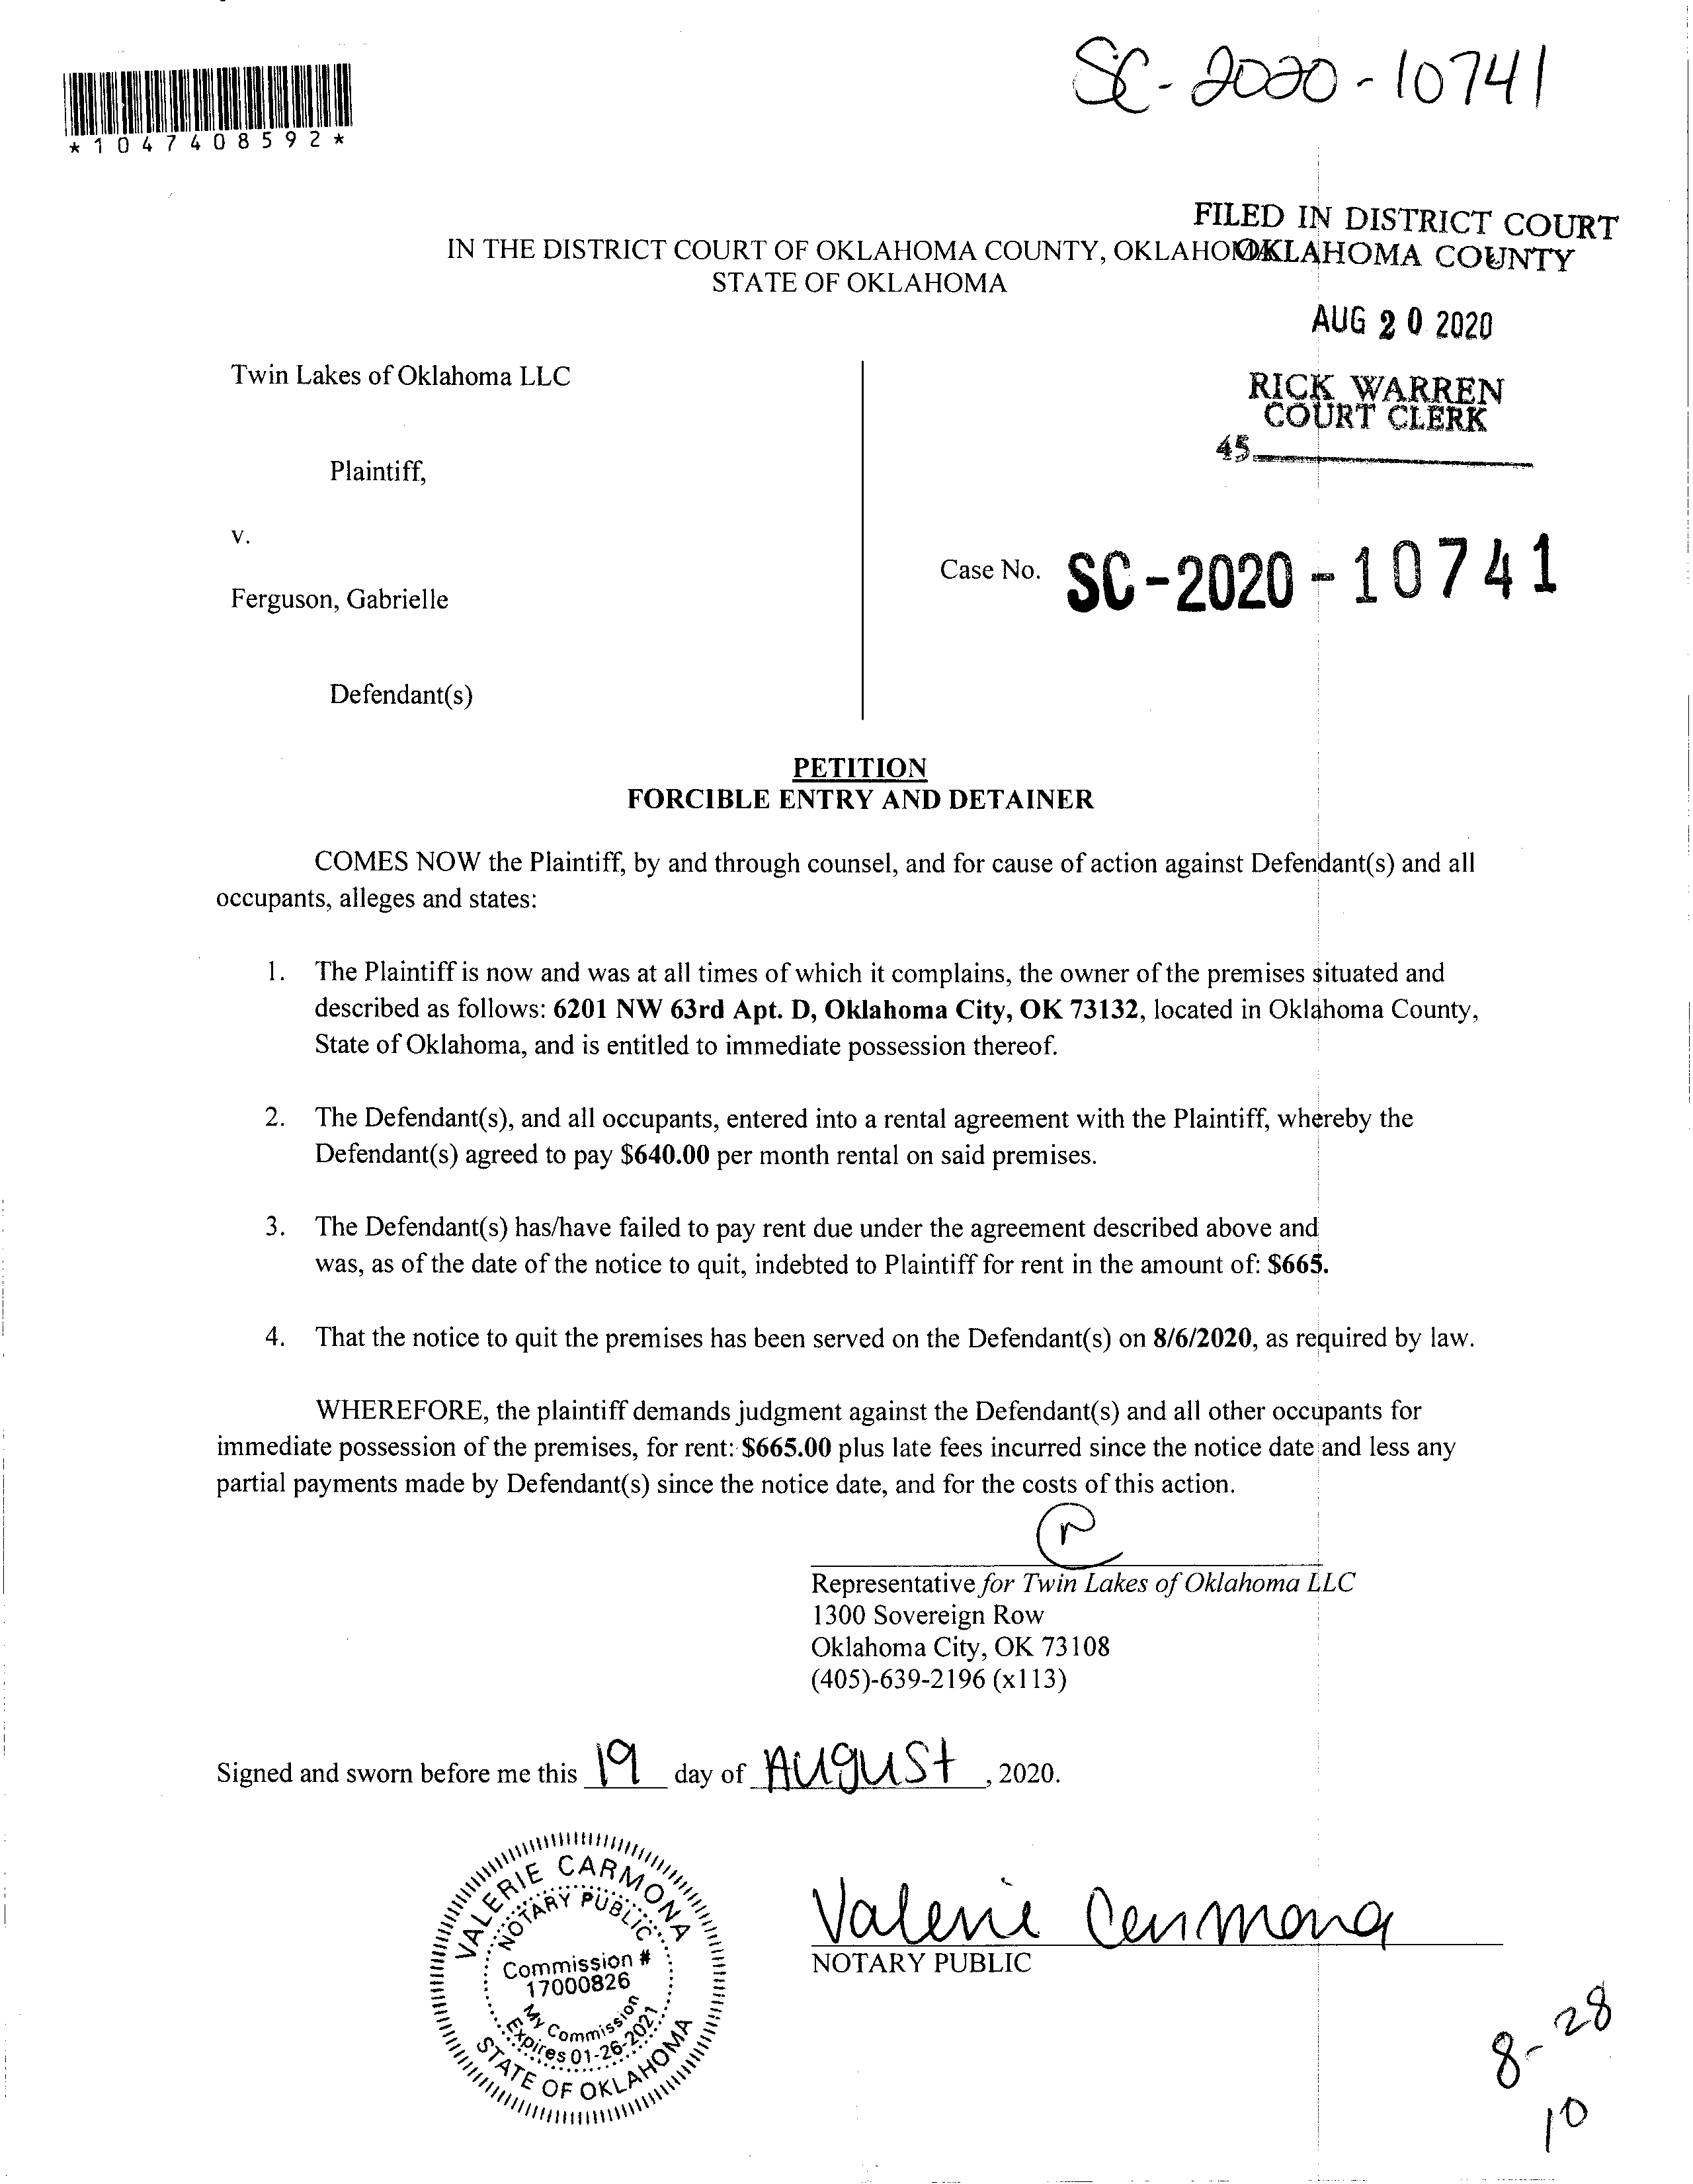 SC-2020-10741
*1047408592*
FILED IN DISTRICT COURT
OKLAHOMA COUNTY
IN THE DISTRICT COURT OF OKLAHOMA COUNTY, OKLAHOMA
STATE OF OKLAHOMA
AUG 20 2020
RICK WARREN
COURT CLERK
45
Twin Lakes of Oklahoma LLC
Plaintiff,
v.
Case No. SC-2020-10741
Ferguson, Gabrielle
Defendant(s)
PETITION
FORCIBLE ENTRY AND DETAINER
COMES NOW the Plaintiff, by and through counsel, and for cause of action against Defendant(s) and all
occupants, alleges and states:
1. The Plaintiff is now and was at all times of which it complains, the owner of the premises situated and
described as follows: 6201 NW 63rd Apt. D, Oklahoma City, OK 73132, located in Oklahoma County,
State of Oklahoma, and is entitled to immediate possession thereof.
2. The Defendant(s), and all occupants, entered into a rental agreement with the Plaintiff, whereby the
Defendant(s) agreed to pay $640.00 per month rental on said premises.
3. The Defendant(s) has/have failed to pay rent due under the agreement described above and
was, as of the date of the notice to quit, indebted to Plaintiff for rent in the amount of: $665.
4. That the notice to quit the premises has been served on the Defendant(s) on 8/6/2020, as required by law.
WHEREFORE, the plaintiff demands judgment against the Defendant(s) and all other occupants for
immediate possession of the premises, for rent: $665.00 plus late fees incurred since the notice date and less any
partial payments made by Defendant(s) since the notice date, and for the costs of this action.
Representative for Twin Lakes of Oklahoma LLC
1300 Sovereign Row
Oklahoma City, OK 73108
(405)-639-2196 (x113)
Signed and sworn before me this 19 day of August, 2020.
VALERIE CARMONA
NOTARY PUBLIC
Commission #
17000826
My Commission
Expires 01-26-2021
STATE OF OKLAHOMA
Valerie Carmona
NOTARY PUBLIC
8-28
10